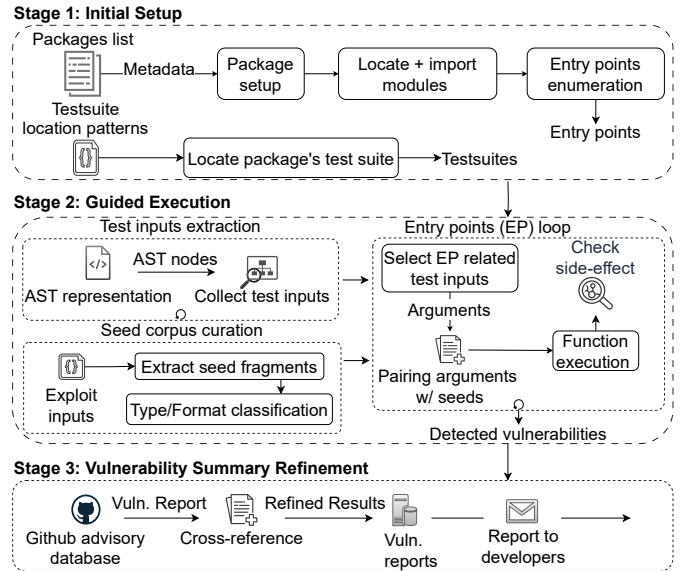 Stage 1: Initial Setup
Packages list
Metadata
Package
setup
Locate + import
modules
Entry points
enumeration
Testsuite
location patterns
Entry points
{}
Locate package's test suite
Testsuites
Stage 2: Guided Execution
Test inputs extraction
Entry points (EP) loop
</>
AST nodes
AST representation
Collect test inputs
Select EP related
test inputs
Check
side-effect
Arguments
Seed corpus curation
{}
Extract seed fragments
Exploit
inputs
Type/Format classification
Pairing arguments
w/ seeds
Function
execution
Detected vulnerabilities
Stage 3: Vulnerability Summary Refinement
Vuln. Report
Refined Results
Github advisory
database
Cross-reference
Vuln.
reports
Report to
developers